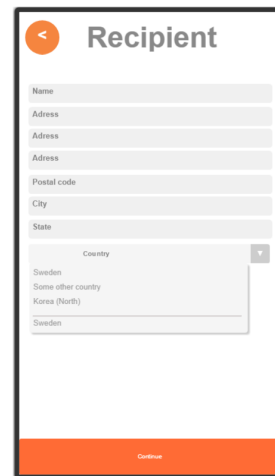 <
Recipient
Name
Adress
Adress
Adress
Postal code
City
State
Country ▼
Sweden
Some other country
Korea (North)
Sweden
Continue